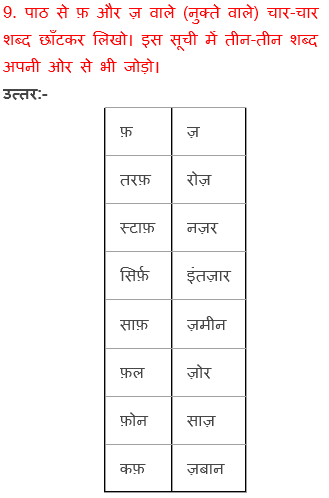 9. पाठ से फ़ और ज़ वाले (नुक्ते वाले) चार-चार
शब्द छाँटकर लिखो। इस सूची में तीन-तीन शब्द
अपनी ओर से भी जोड़ो।
उत्तर:-
फ़ ज़
तरफ़ रोज़
स्टाफ़ नज़र
सिर्फ़ इंतज़ार
साफ़ ज़मीन
फ़ल ज़ोर
फ़ोन साज़
कफ़ ज़बान